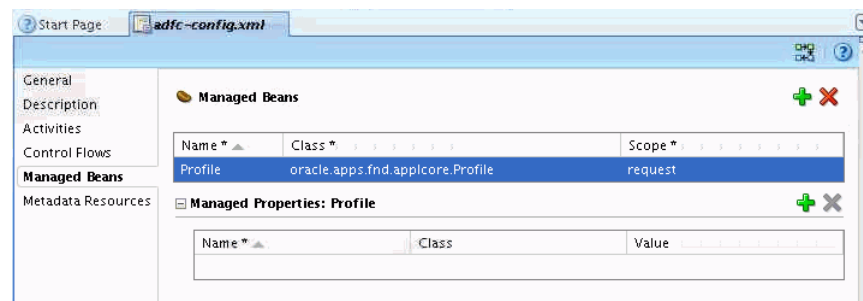 Start Page adfc-config.xml
General
Description
Activities
Control Flows
Managed Beans
Metadata Resources
Managed Beans
Name * Class * Scope *
Profile oracle.apps.fnd.applcore.Profile request
Managed Properties: Profile
Name * Class Value